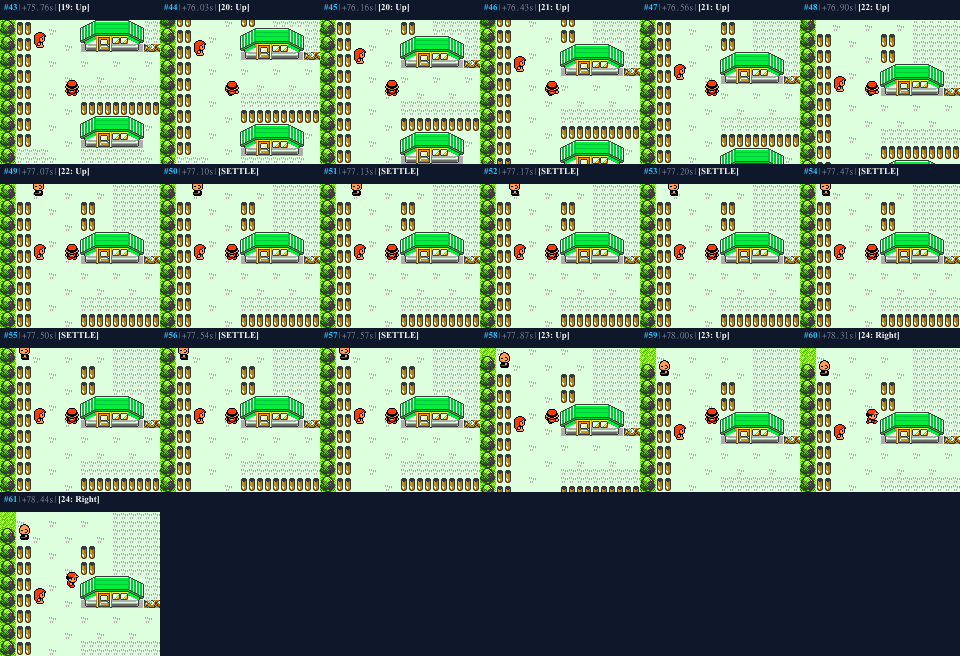 #43|+75.76s|[19: Up]
#44|+76.03s|[20: Up]
#45|+76.16s|[20: Up]
#46|+76.43s|[21: Up]
#47|+76.56s|[21: Up]
#48|+76.90s|[22: Up]
#49|+77.07s|[22: Up]
#50|+77.10s|[SETTLE]
#51|+77.13s|[SETTLE]
#52|+77.17s|[SETTLE]
#53|+77.20s|[SETTLE]
#54|+77.47s|[SETTLE]
#55|+77.50s|[SETTLE]
#56|+77.54s|[SETTLE]
#57|+77.57s|[SETTLE]
#58|+77.87s|[23: Up]
#59|+78.00s|[23: Up]
#60|+78.31s|[24: Right]
#61|+78.44s|[24: Right]